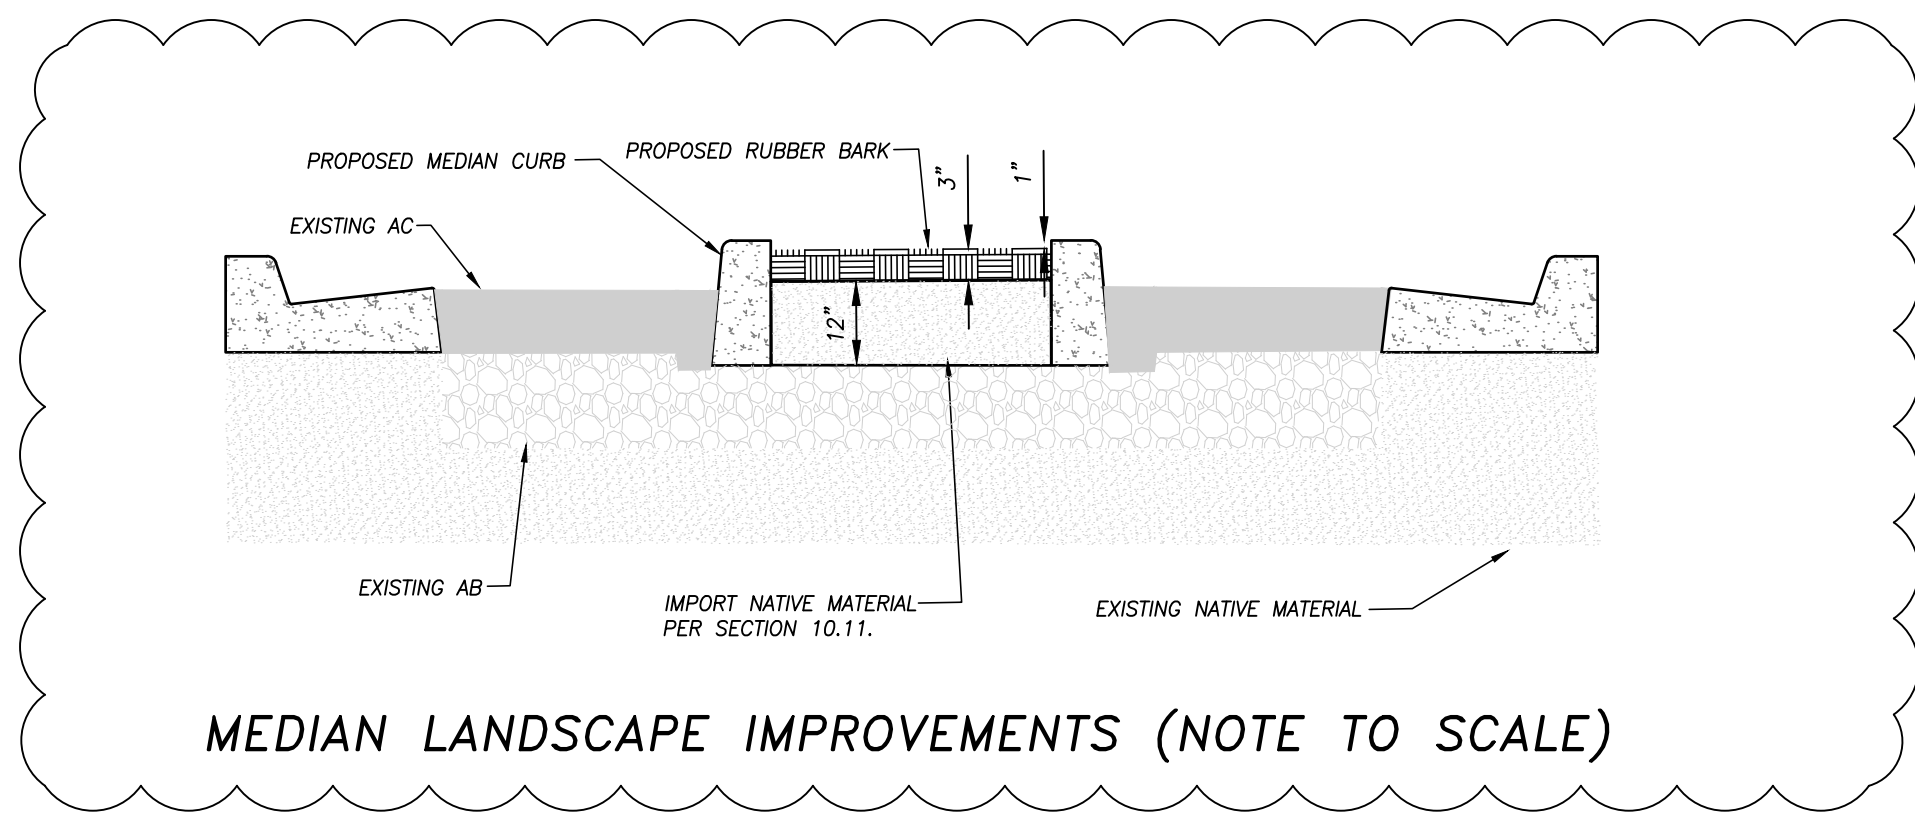 PROPOSED MEDIAN CURB
PROPOSED RUBBER BARK
3"
1"
EXISTING AC
12"
EXISTING AB
IMPORT NATIVE MATERIAL
PER SECTION 10.11.
EXISTING NATIVE MATERIAL
MEDIAN LANDSCAPE IMPROVEMENTS (NOTE TO SCALE)